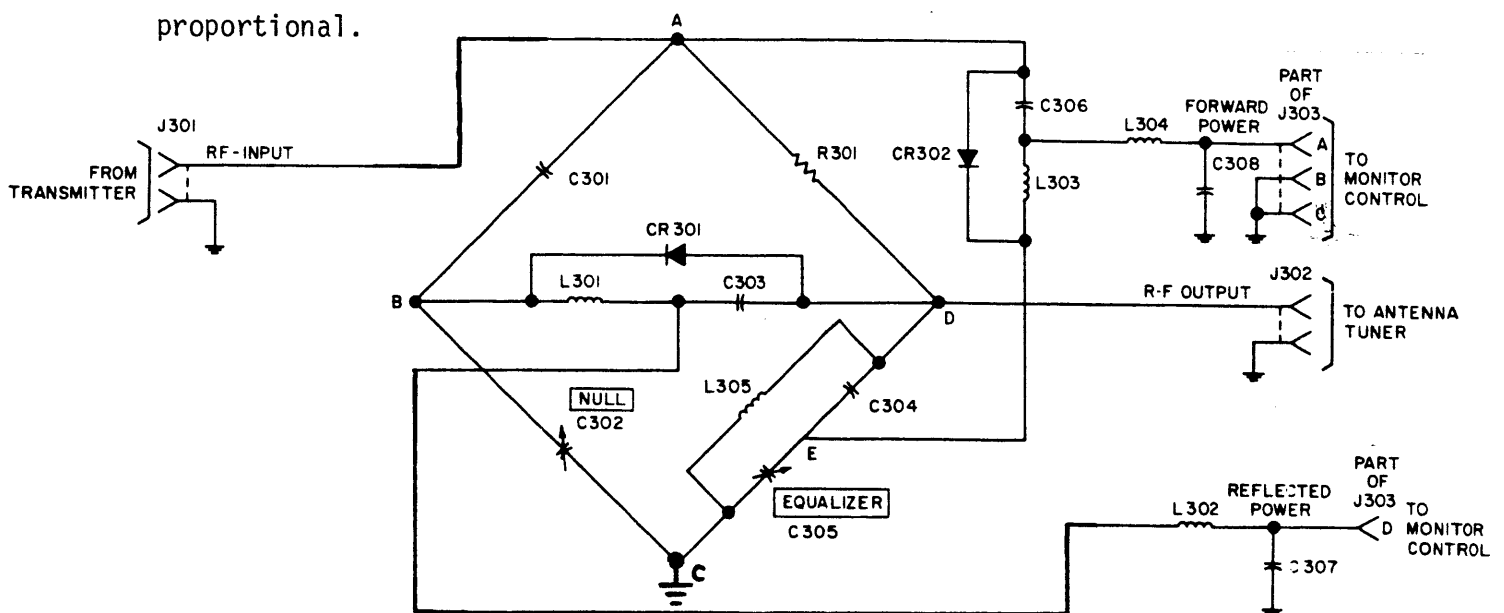 proportional.
A
J301
RF-INPUT
FROM
TRANSMITTER
C301
R301
CR302
C306
L303
L304
FORWARD
POWER
C308
PART
OF
J303
A
B
C
TO
MONITOR
CONTROL
CR301
L301
C303
B
D
R-F OUTPUT
J302
TO ANTENNA
TUNER
NULL
C302
L305
C304
E
EQUALIZER
C305
C
L302
REFLECTED
POWER
C307
PART
OF
J303
D
TO
MONITOR
CONTROL